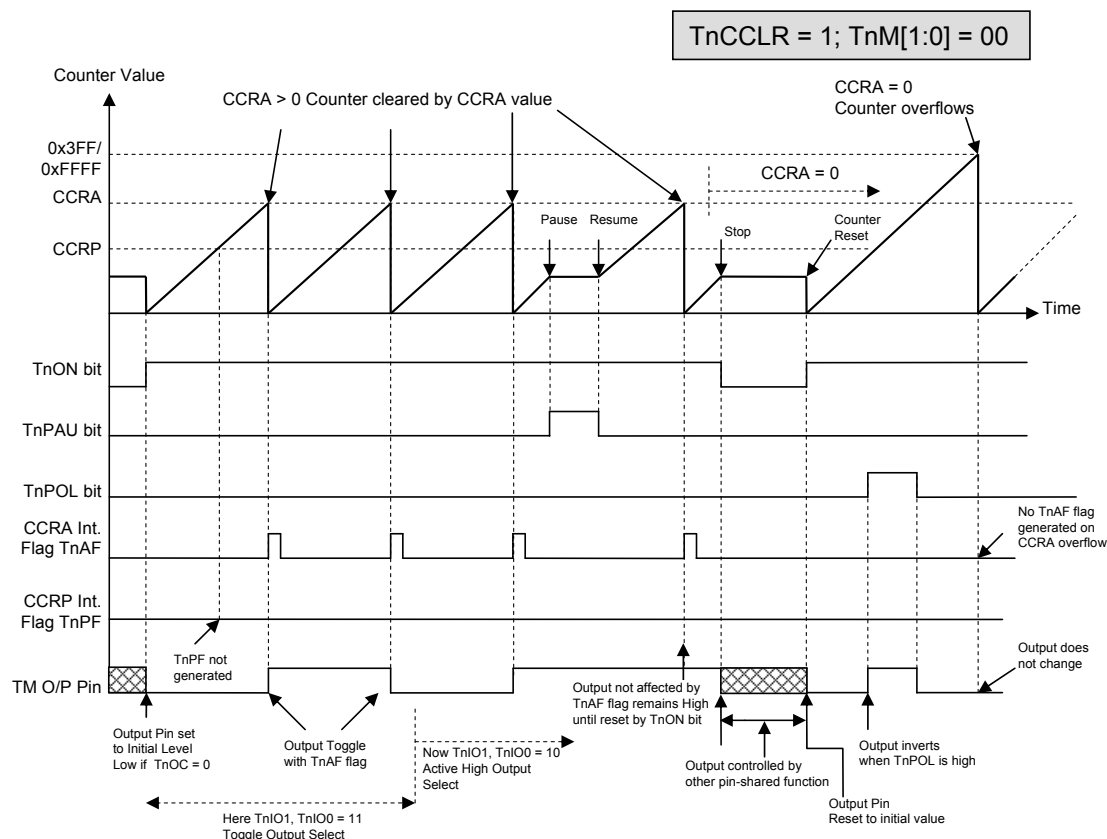 TnCCLR = 1; TnM[1:0] = 00
Counter Value
CCRA > 0 Counter cleared by CCRA value
CCRA = 0
Counter overflows
0x3FF/
0xFFFF
CCRA = 0
CCRA
Pause
Resume
Stop
Counter
Reset
CCRP
Time
TnON bit
TnPAU bit
TnPOL bit
CCRA Int.
Flag TnAF
No TnAF flag
generated on
CCRA overflow
CCRP Int.
Flag TnPF
TnPF not
generated
TM O/P Pin
Output does
not change
Output not affected by
TnAF flag remains High
until reset by TnON bit
Output Pin set
to Initial Level
Low if TnOC = 0
Output Toggle
with TnAF flag
Now TnIO1, TnIO0 = 10
Active High Output
Select
Output controlled by
other pin-shared function
Output inverts
when TnPOL is high
Output Pin
Reset to initial value
Here TnIO1, TnIO0 = 11
Toggle Output Select